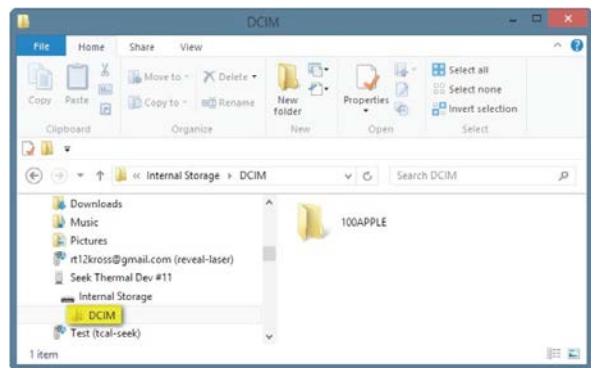 DCIM
File Home Share View
Copy Paste Move to Copy to Delete Rename New folder Properties Select all Select none Invert selection
Clipboard Organize New Open Select
« Internal Storage DCIM Search DCIM
Downloads
Music
Pictures
rt12kross@gmail.com (reveal-laser)
Seek Thermal Dev #11
Internal Storage
DCIM
Test (tcal-seek)
100APPLE
1 item